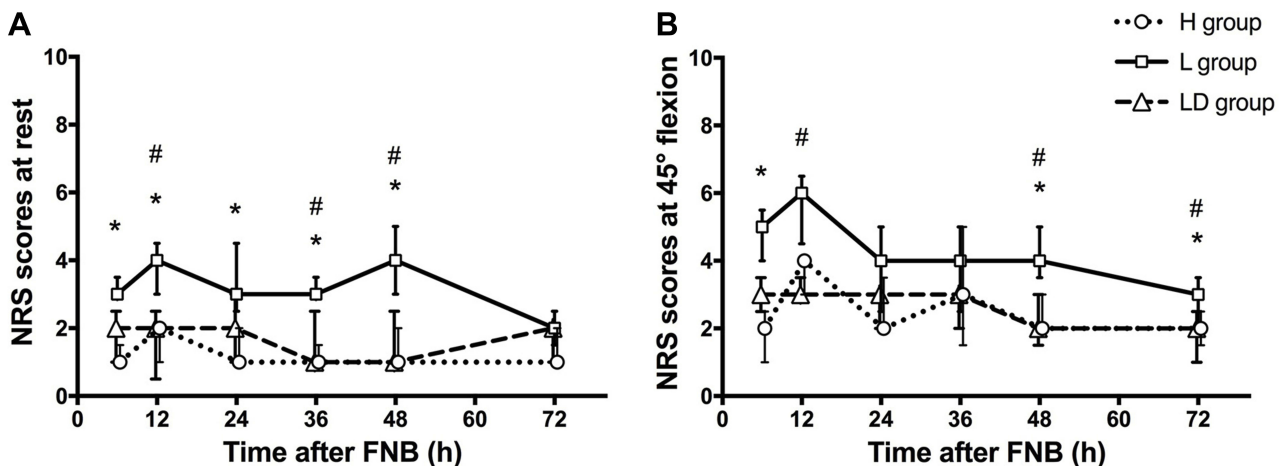 A
NRS scores at rest
10
8
6
4
2
0
* # * * # * # *
0 12 24 36 48 60 72
Time after FNB (h)
B
NRS scores at 45° flexion
10
8
6
4
2
0
* # # * # *
0 12 24 36 48 60 72
Time after FNB (h)
H group
L group
LD group